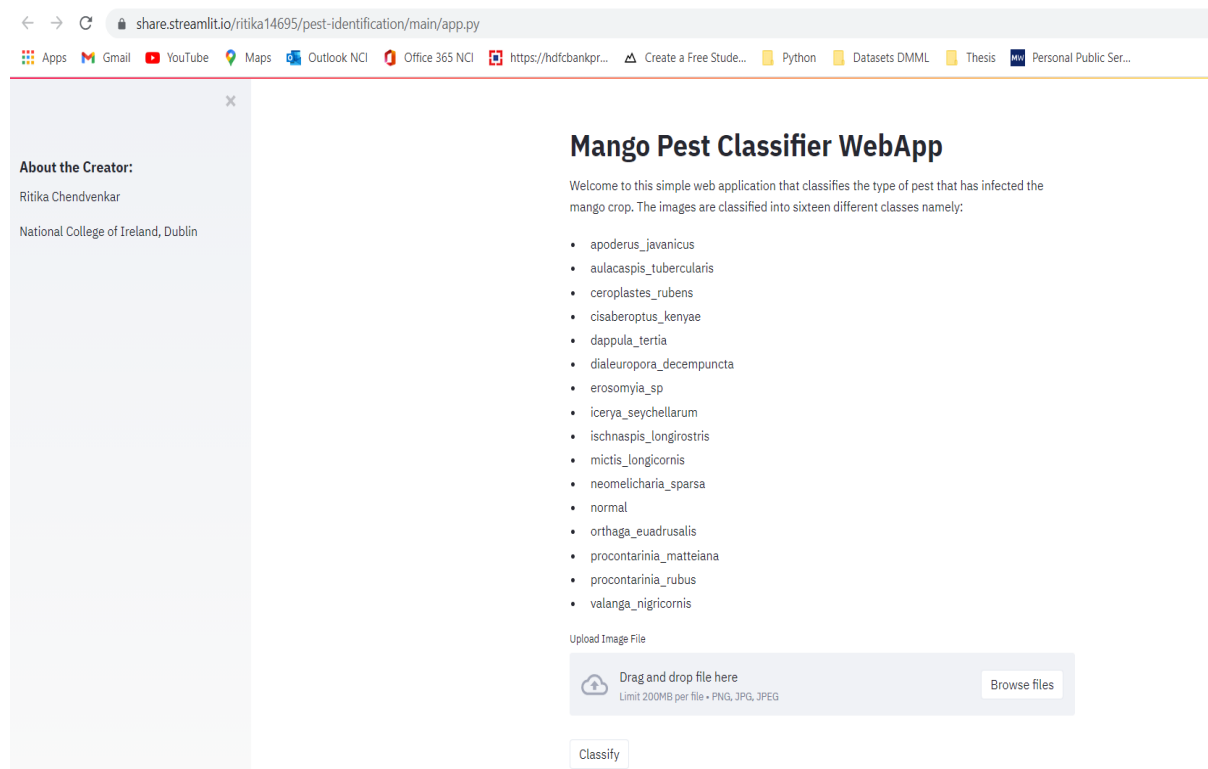 share.streamlit.io/ritika14695/pest-identification/main/app.py
Apps Gmail YouTube Maps Outlook NCI Office 365 NCI https://hdfcbankpr... Create a Free Stude... Python Datasets DMML Thesis MW Personal Public Ser...
×
About the Creator:
Ritika Chendvenkar
National College of Ireland, Dublin
Mango Pest Classifier WebApp
Welcome to this simple web application that classifies the type of pest that has infected the
mango crop. The images are classified into sixteen different classes namely:
• apoderus_javanicus
• aulacaspis_tubercularis
• ceroplastes_rubens
• cisaberoptus_kenyae
• dappula_tertia
• dialeuropora_decempuncta
• erosomyia_sp
• icerya_seychellarum
• ischnaspis_longirostris
• mictis_longicornis
• neomelicharia_sparsa
• normal
• orthaga_euadrusalis
• procontarinia_matteiana
• procontarinia_rubus
• valanga_nigricornis
Upload Image File
Drag and drop file here
Limit 200MB per file • PNG, JPG, JPEG
Browse files
Classify